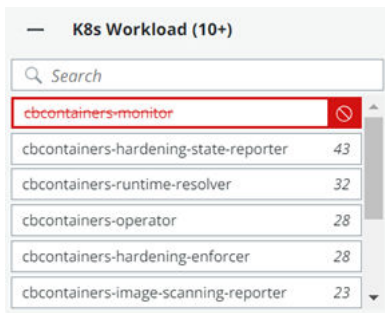 K8s Workload (10+)
Search
cbcontainers-monitor
cbcontainers-hardening-state-reporter 43
cbcontainers-runtime-resolver 32
cbcontainers-operator 28
cbcontainers-hardening-enforcer 28
cbcontainers-image-scanning-reporter 23